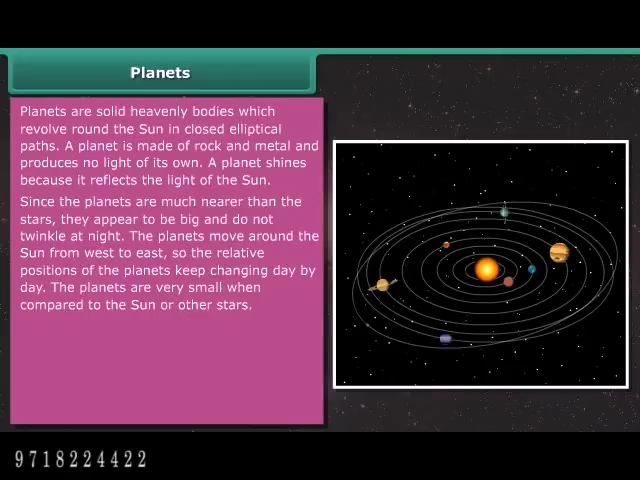 Planets
Planets are solid heavenly bodies which
revolve round the Sun in closed elliptical
paths. A planet is made of rock and metal and
produces no light of its own. A planet shines
because it reflects the light of the Sun.
Since the planets are much nearer than the
stars, they appear to be big and do not
twinkle at night. The planets move around the
Sun from west to east, so the relative
positions of the planets keep changing day by
day. The planets are very small when
compared to the Sun or other stars.
9718224422